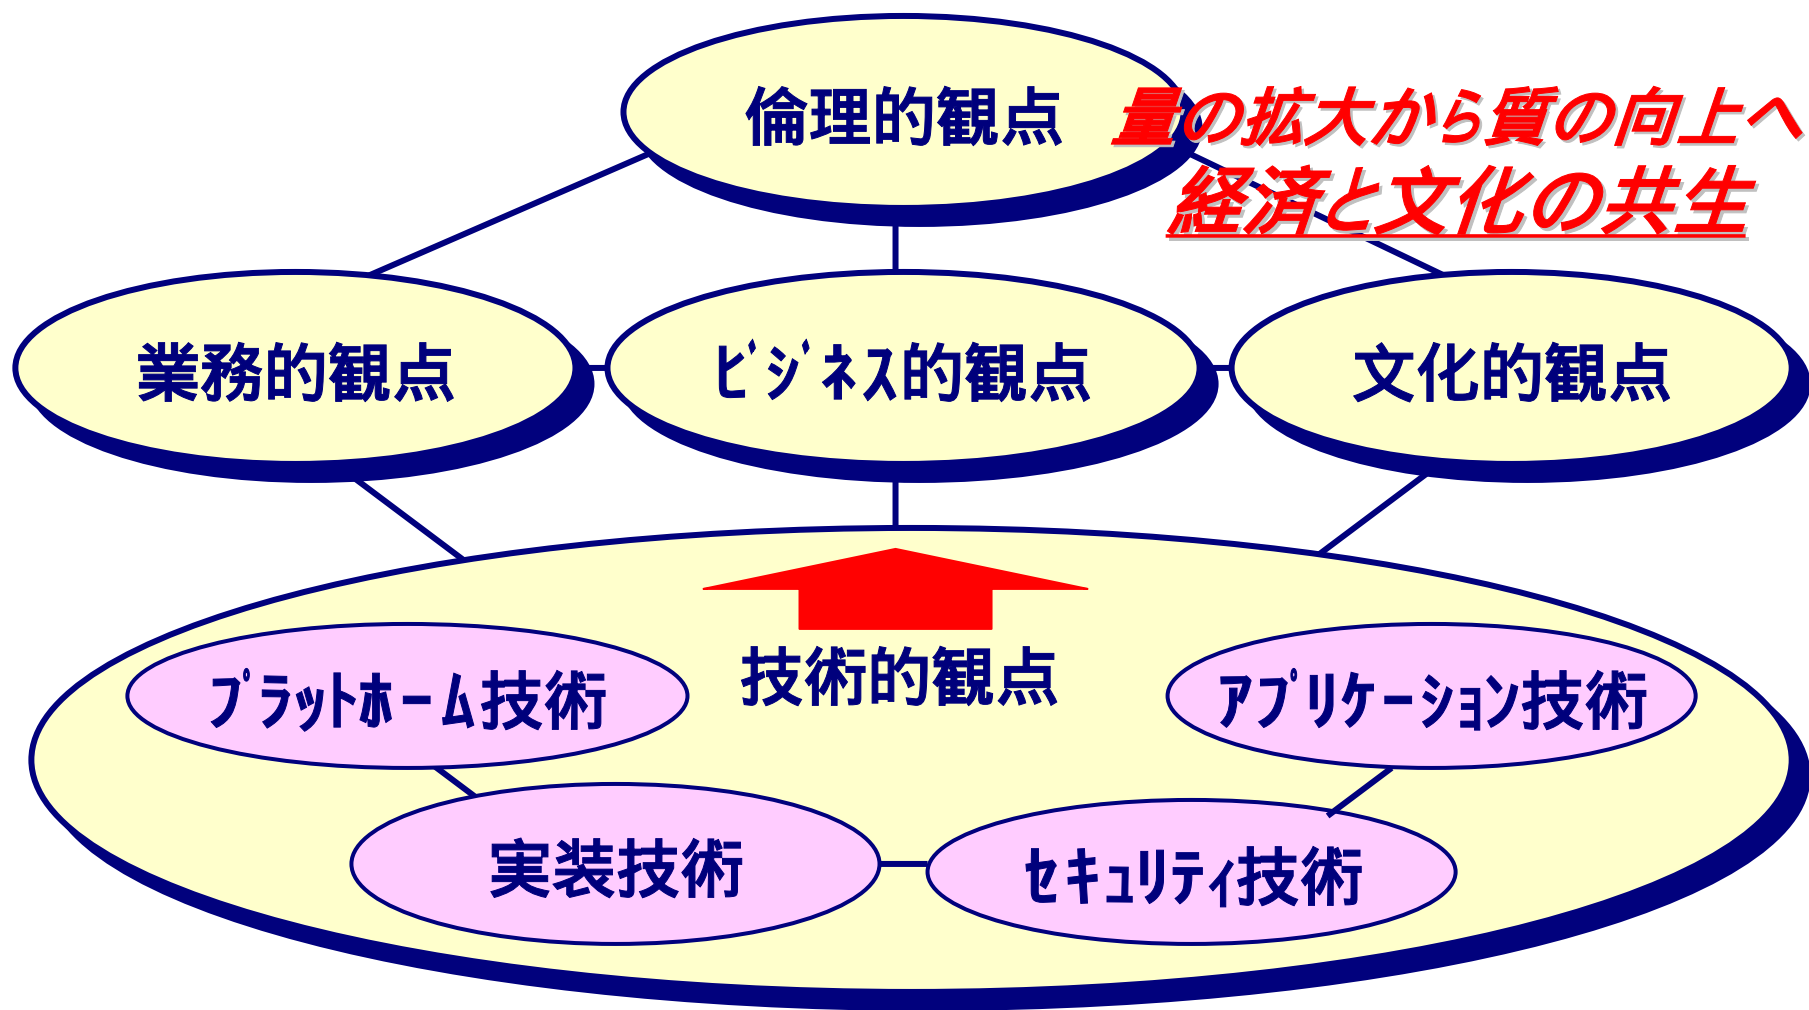 倫理的観点
量の拡大から質の向上へ
経済と文化の共生
業務的観点
ﾋﾞｼﾞﾈｽ的観点
文化的観点
技術的観点
ﾌﾟﾗｯﾄﾎｰﾑ技術
ｱﾌﾟﾘｹｰｼｮﾝ技術
実装技術
ｾｷｭﾘﾃｨ技術